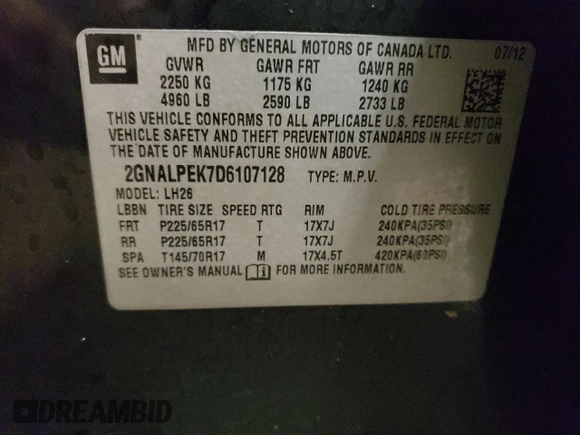 GM ® MFD BY GENERAL MOTORS OF CANADA LTD. 07/12
GVWR GAWR FRT GAWR RR
2250 KG 1175 KG 1240 KG
4960 LB 2590 LB 2733 LB
THIS VEHICLE CONFORMS TO ALL APPLICABLE U.S. FEDERAL MOTOR
VEHICLE SAFETY AND THEFT PREVENTION STANDARDS IN EFFECT ON
THE DATE OF MANUFACTURE SHOWN ABOVE.
2GNALPEK7D6107128 TYPE: M.P.V.
MODEL: LH26
LBBN TIRE SIZE SPEED RTG RIM COLD TIRE PRESSURE
FRT P225/65R17 T 17X7J 240KPA(35PSI)
RR P225/65R17 T 17X7J 240KPA(35PSI)
SPA T145/70R17 M 17X4.5T 420KPA(60PSI)
SEE OWNER'S MANUAL i FOR MORE INFORMATION.
DREAMBID